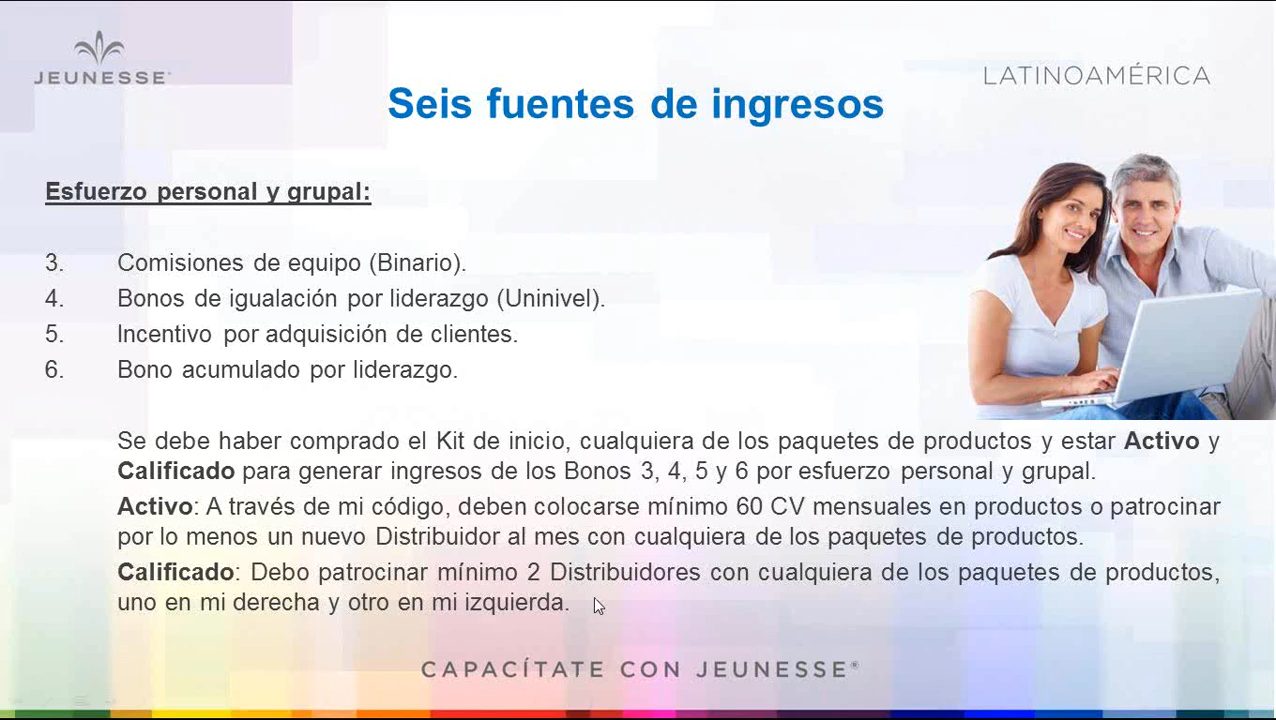 JEUNESSE
LATINOAMÉRICA
Seis fuentes de ingresos
Esfuerzo personal y grupal:
3. Comisiones de equipo (Binario).
4. Bonos de igualación por liderazgo (Uninivel).
5. Incentivo por adquisición de clientes.
6. Bono acumulado por liderazgo.
Se debe haber comprado el Kit de inicio, cualquiera de los paquetes de productos y estar Activo y
Calificado para generar ingresos de los Bonos 3, 4, 5 y 6 por esfuerzo personal y grupal.
Activo: A través de mi código, deben colocarse mínimo 60 CV mensuales en productos o patrocinar
por lo menos un nuevo Distribuidor al mes con cualquiera de los paquetes de productos.
Calificado: Debo patrocinar mínimo 2 Distribuidores con cualquiera de los paquetes de productos,
uno en mi derecha y otro en mi izquierda.
CAPACÍTATE CON JEUNESSE®